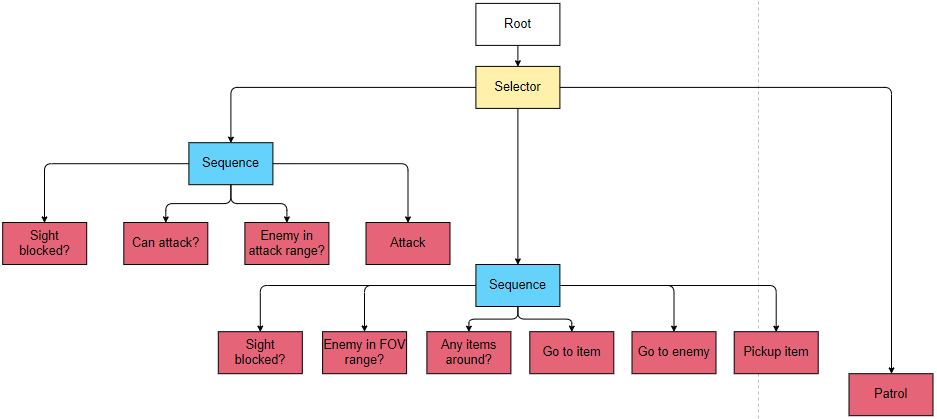 Root
Selector
Sequence
Sight
blocked?
Can attack?
Enemy in
attack range?
Attack
Sequence
Sight
blocked?
Enemy in FOV
range?
Any items
around?
Go to item
Go to enemy
Pickup item
Patrol